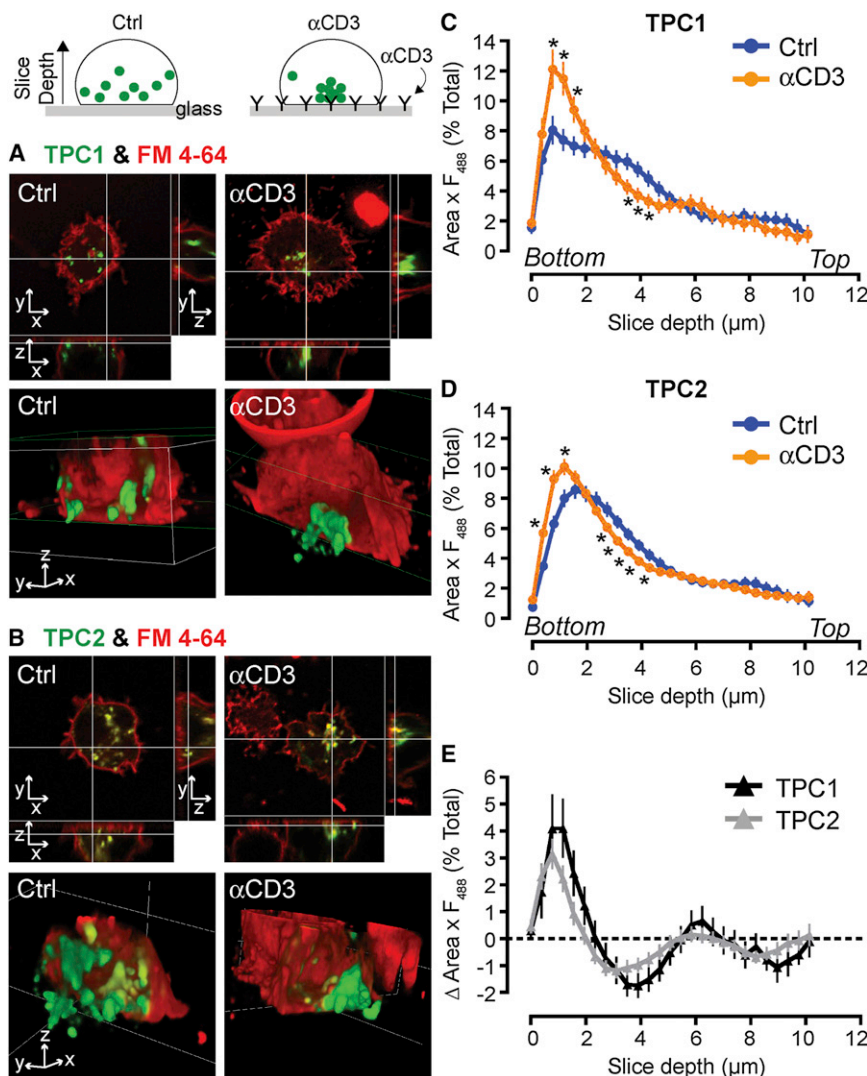 Ctrl
αCD3
αCD3
Slice
Depth
glass
A TPC1 & FM 4-64
Ctrl
y
x
y
z
z
x
αCD3
Ctrl
z
y x
αCD3
B TPC2 & FM 4-64
Ctrl
y
x
y
z
z
x
αCD3
Ctrl
z
y x
αCD3
C TPC1
Ctrl
αCD3
Area x F488 (% Total)
14
12
10
8
6
4
2
0
* * *
* * *
Bottom Top
0 2 4 6 8 10 12
Slice depth (μm)
D TPC2
Ctrl
αCD3
Area x F488 (% Total)
14
12
10
8
6
4
2
0
* * *
* * * *
Bottom Top
0 2 4 6 8 10 12
Slice depth (μm)
E
TPC1
TPC2
Δ Area x F488 (% Total)
6
5
4
3
2
1
0
-1
-2
0 2 4 6 8 10 12
Slice depth (μm)